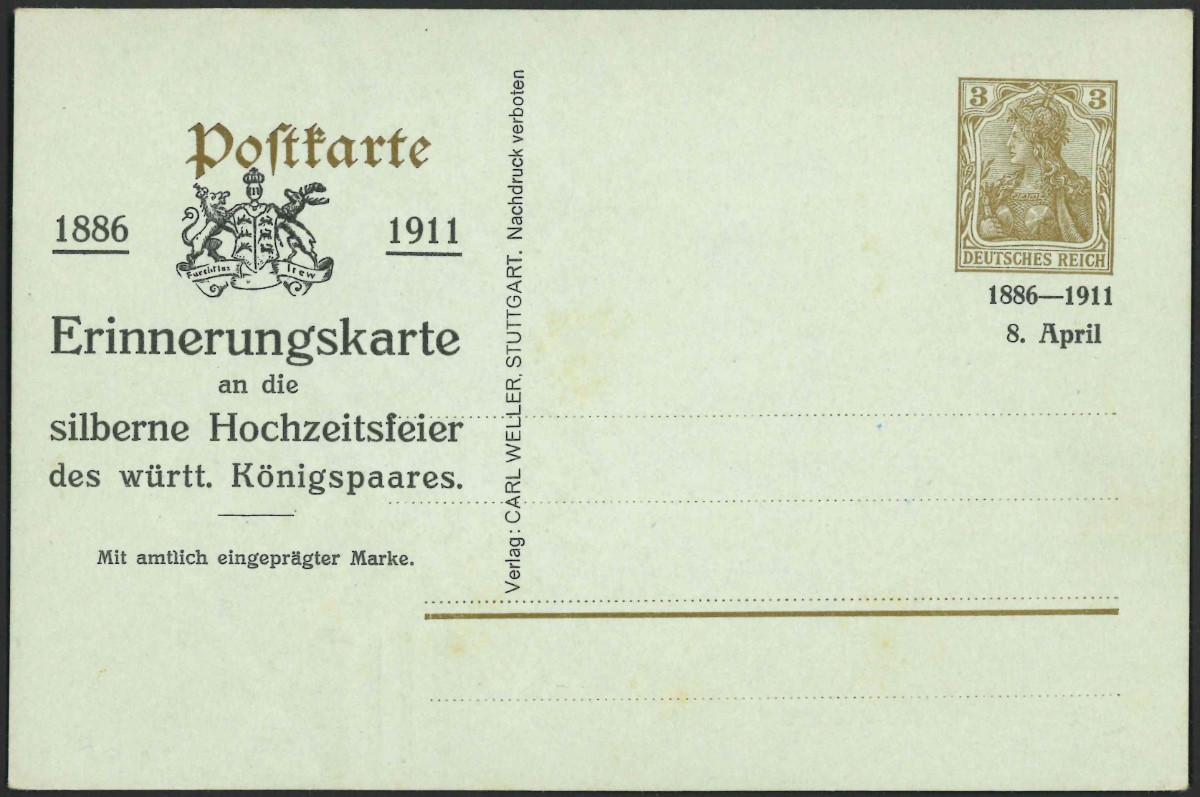 Poſtkarte
1886 1911
Furchtlos trew
Erinnerungskarte
an die
silberne Hochzeitsfeier
des württ. Königspaares.
Mit amtlich eingeprägter Marke.
Verlag: CARL WELLER, STUTTGART. Nachdruck verboten
3 3
DEUTSCHES REICH
1886—1911
8. April